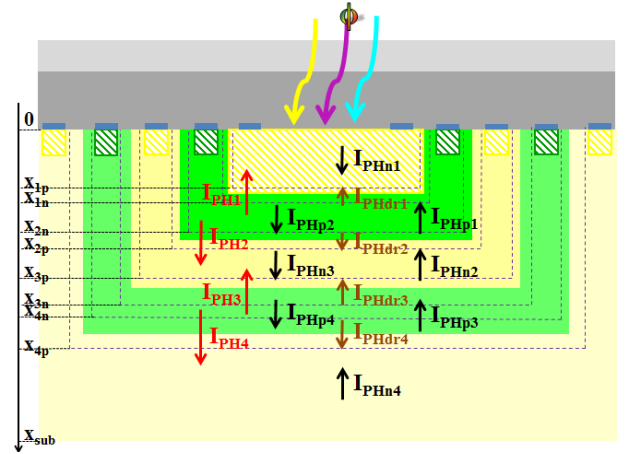 0
x1p
x1n
x2n
x2p
x3p
x3n
x4n
x4p
xsub
IPHn1
IPH1
IPHdr1
IPHp2
IPHp1
IPH2
IPHdr2
IPHn3
IPHn2
IPH3
IPHdr3
IPHp4
IPHp3
IPH4
IPHdr4
IPHn4